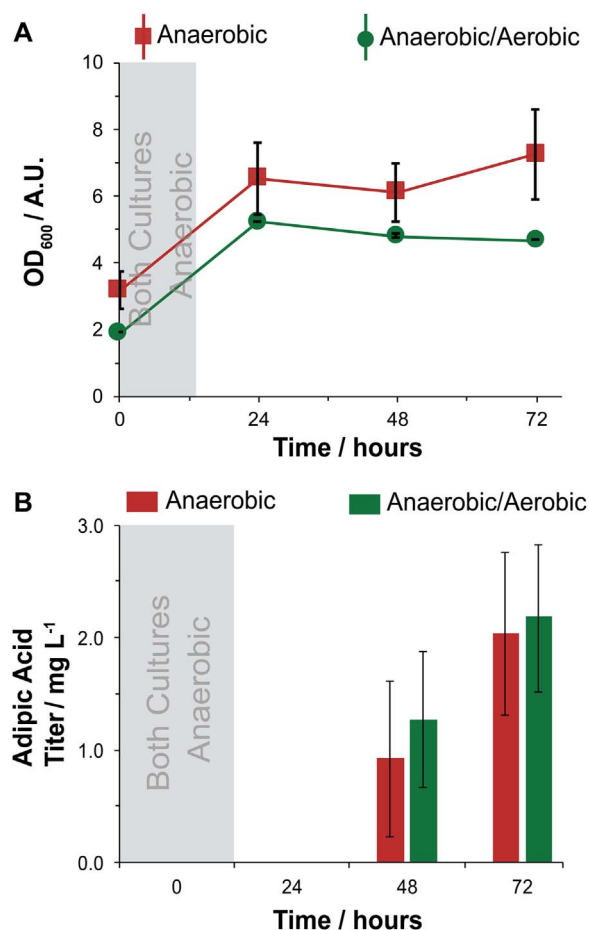 A
Anaerobic
Anaerobic/Aerobic
10
8
6
4
2
0
OD600 / A.U.
Both Cultures
Anaerobic
0
24
48
72
Time / hours
B
Anaerobic
Anaerobic/Aerobic
3.0
2.0
1.0
0.0
Adipic Acid
Titer / mg L-1
Both Cultures
Anaerobic
0
24
48
72
Time / hours